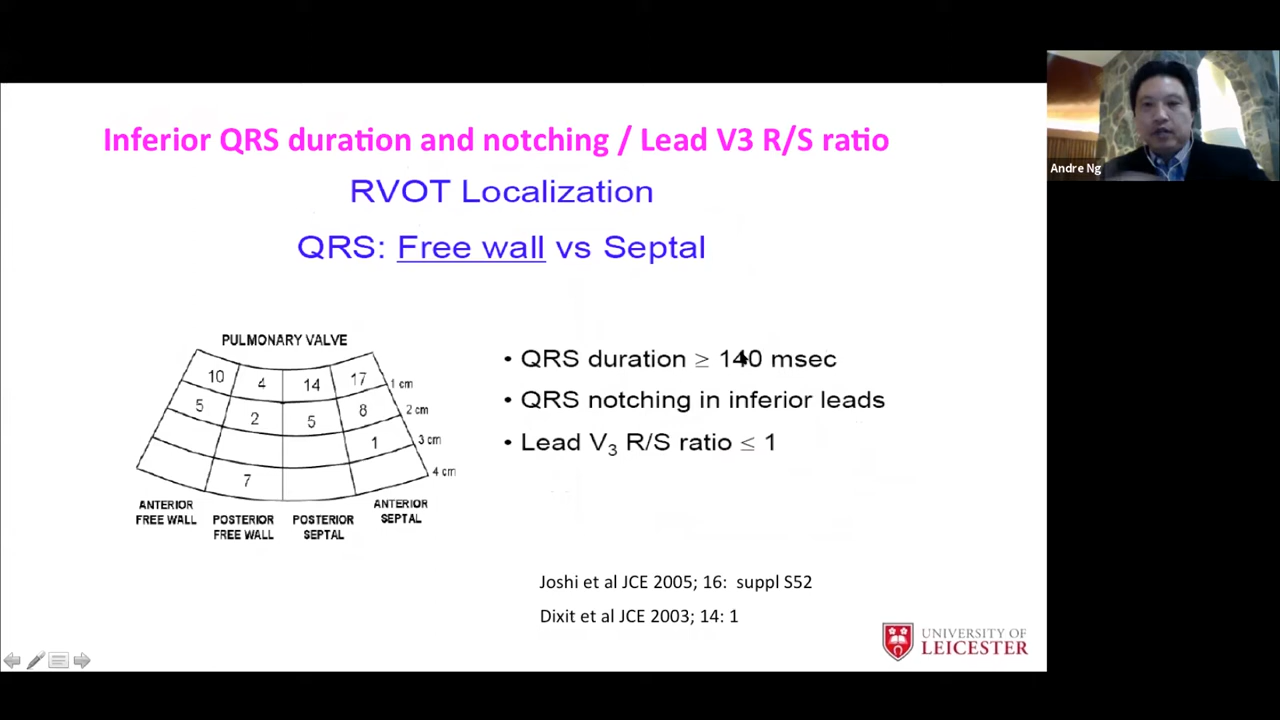 Inferior QRS duration and notching / Lead V3 R/S ratio
RVOT Localization
QRS: Free wall vs Septal
PULMONARY VALVE
10 4 14 17 1 cm
5 2 5 8 2 cm
1 3 cm
7 4 cm
ANTERIOR
FREE WALL
POSTERIOR
FREE WALL
POSTERIOR
SEPTAL
ANTERIOR
SEPTAL
• QRS duration ≥ 140 msec
• QRS notching in inferior leads
• Lead V3 R/S ratio ≤ 1
Joshi et al JCE 2005; 16: suppl S52
Dixit et al JCE 2003; 14: 1
UNIVERSITY OF
LEICESTER
Andre Ng